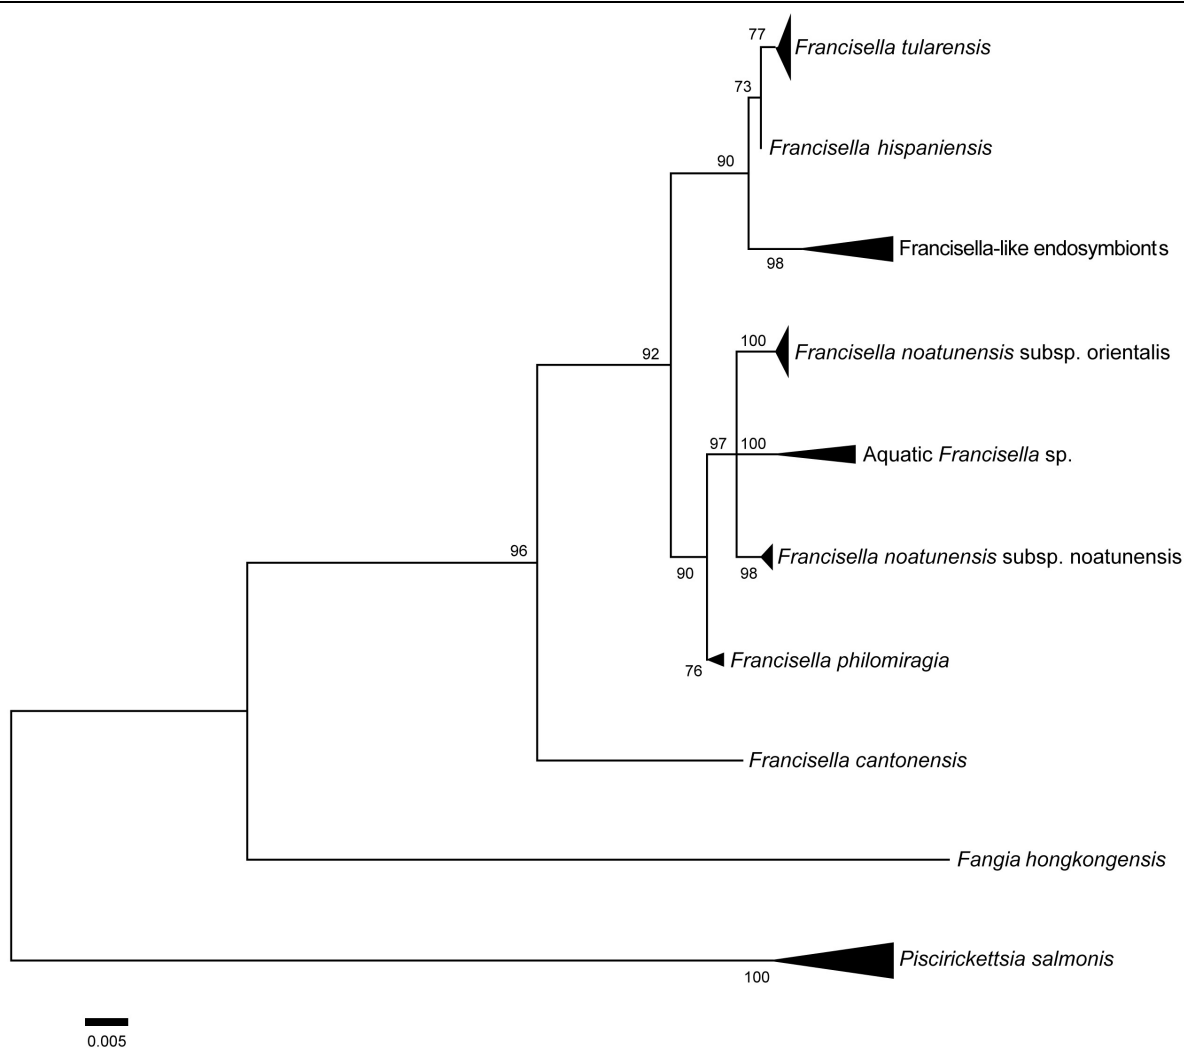 77
Francisella tularensis
73
Francisella hispaniensis
90
Francisella-like endosymbionts
98
100
Francisella noatunensis subsp. orientalis
92
97 100
Aquatic Francisella sp.
96
Francisella noatunensis subsp. noatunensis
90 98
Francisella philomiragia
76
Francisella cantonensis
Fangia hongkongensis
Piscirickettsia salmonis
100
0.005